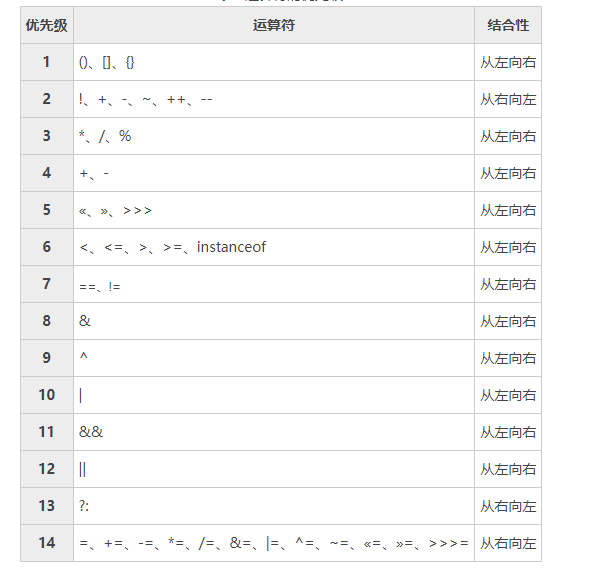 优先级 运算符 结合性
1 ()、[]、{} 从左向右
2 !、+、-、~、++、-- 从右向左
3 *、/、% 从左向右
4 +、- 从左向右
5 «、»、>>> 从左向右
6 <、<=、>、>=、instanceof 从左向右
7 ==、!= 从左向右
8 & 从左向右
9 ^ 从左向右
10 | 从左向右
11 && 从左向右
12 || 从左向右
13 ?: 从右向左
14 =、+=、-=、*=、/=、&=、|=、^=、~=、«=、»=、>>>= 从右向左